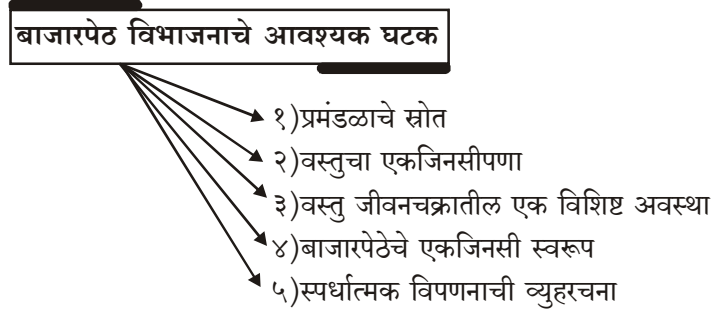 बाजारपेठ विभाजनाचे आवश्यक घटक
१)प्रमंडळाचे स्रोत
२)वस्तुचा एकजिनसीपणा
३)वस्तु जीवनचक्रातील एक विशिष्ट अवस्था
४)बाजारपेठेचे एकजिनसी स्वरूप
५)स्पर्धात्मक विपणनाची व्युहरचना